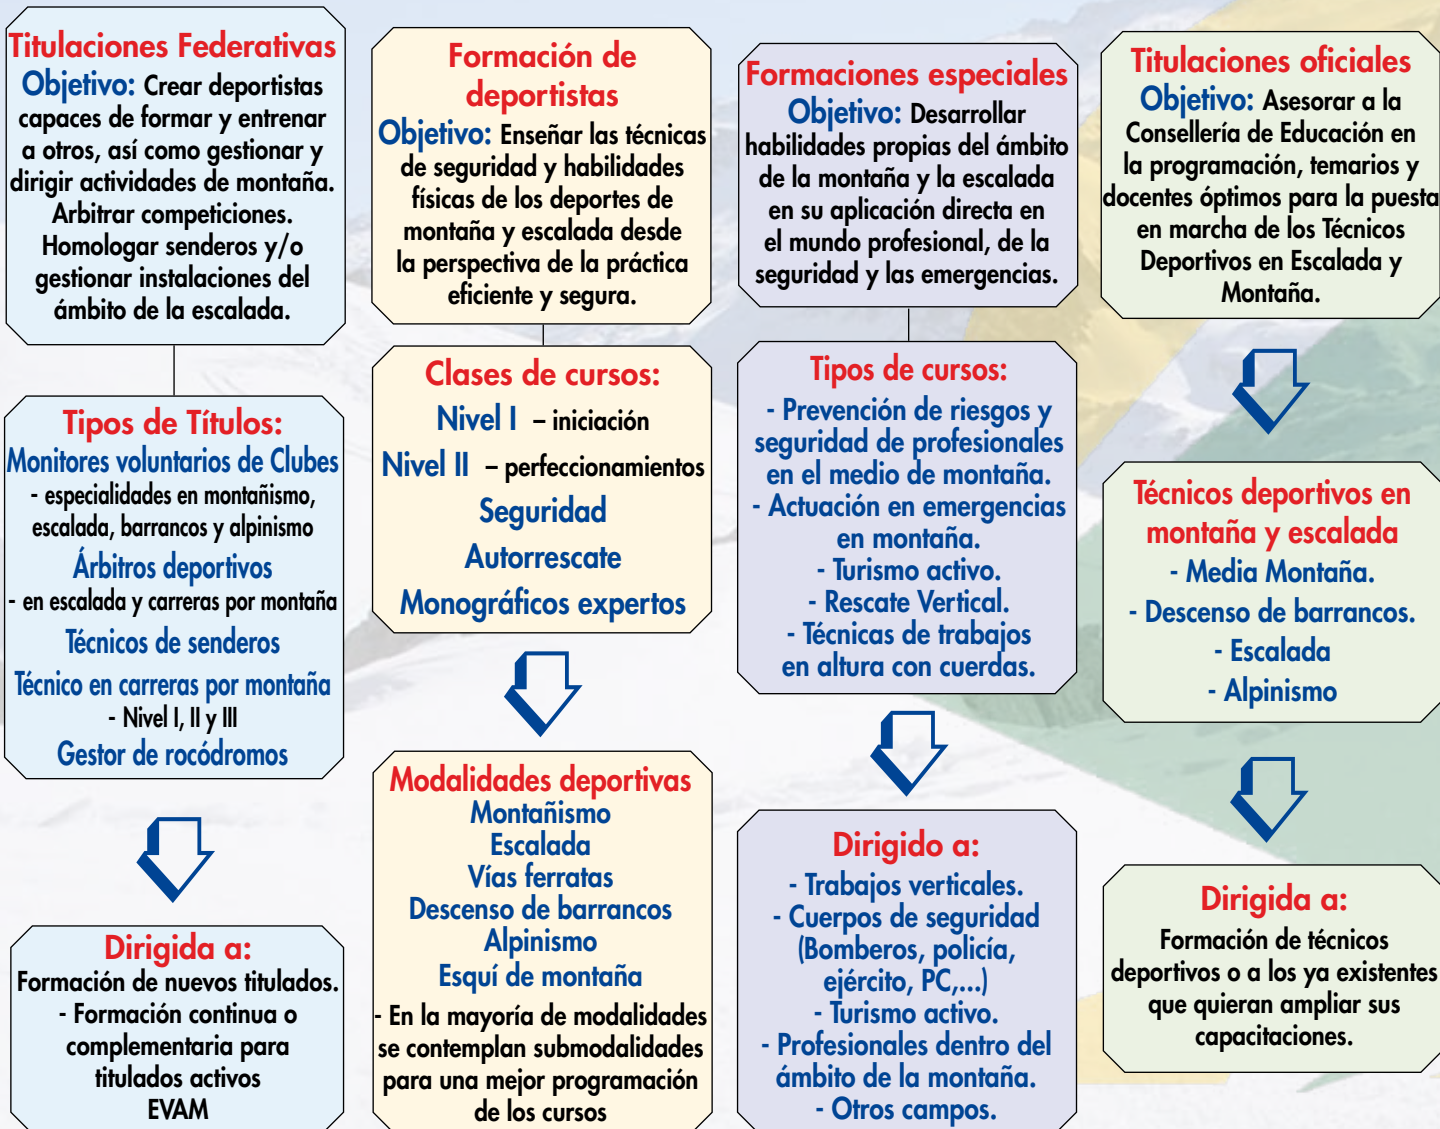 Titulaciones Federativas
Objetivo: Crear deportistas
capaces de formar y entrenar
a otros, así como gestionar y
dirigir actividades de montaña.
Arbitrar competiciones.
Homologar senderos y/o
gestionar instalaciones del
ámbito de la escalada.
Tipos de Títulos:
Monitores voluntarios de Clubes
- especialidades en montañismo,
escalada, barrancos y alpinismo
Árbitros deportivos
- en escalada y carreras por montaña
Técnicos de senderos
Técnico en carreras por montaña
- Nivel I, II y III
Gestor de rocódromos
Dirigida a:
Formación de nuevos titulados.
- Formación continua o
complementaria para
titulados activos
EVAM
Formación de
deportistas
Objetivo: Enseñar las técnicas
de seguridad y habilidades
físicas de los deportes de
montaña y escalada desde
la perspectiva de la práctica
eficiente y segura.
Clases de cursos:
Nivel I – iniciación
Nivel II – perfeccionamientos
Seguridad
Autorrescate
Monográficos expertos
Modalidades deportivas
Montañismo
Escalada
Vías ferratas
Descenso de barrancos
Alpinismo
Esquí de montaña
- En la mayoría de modalidades
se contemplan submodalidades
para una mejor programación
de los cursos
Formaciones especiales
Objetivo: Desarrollar
habilidades propias del ámbito
de la montaña y la escalada
en su aplicación directa en
el mundo profesional, de la
seguridad y las emergencias.
Tipos de cursos:
- Prevención de riesgos y
seguridad de profesionales
en el medio de montaña.
- Actuación en emergencias
en montaña.
- Turismo activo.
- Rescate Vertical.
- Técnicas de trabajos
en altura con cuerdas.
Dirigido a:
- Trabajos verticales.
- Cuerpos de seguridad
(Bomberos, policía,
ejército, PC,...)
- Turismo activo.
- Profesionales dentro del
ámbito de la montaña.
- Otros campos.
Titulaciones oficiales
Objetivo: Asesorar a la
Consellería de Educación en
la programación, temarios y
docentes óptimos para la puesta
en marcha de los Técnicos
Deportivos en Escalada y
Montaña.
Técnicos deportivos en
montaña y escalada
- Media Montaña.
- Descenso de barrancos.
- Escalada
- Alpinismo
Dirigida a:
Formación de técnicos
deportivos o a los ya existentes
que quieran ampliar sus
capacitaciones.